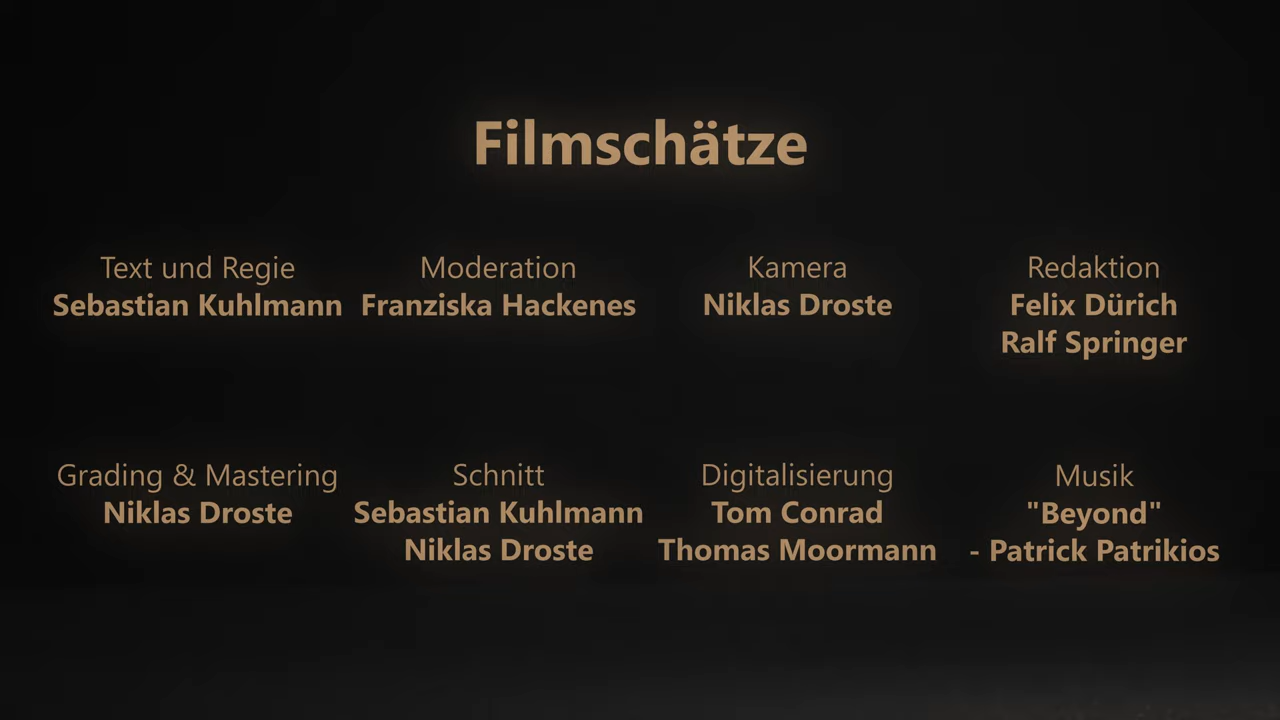 Filmschätze
Text und Regie
Sebastian Kuhlmann
Moderation
Franziska Hackenes
Kamera
Niklas Droste
Redaktion
Felix Dürich
Ralf Springer
Grading & Mastering
Niklas Droste
Schnitt
Sebastian Kuhlmann
Niklas Droste
Digitalisierung
Tom Conrad
Thomas Moormann
Musik
"Beyond"
- Patrick Patrikios